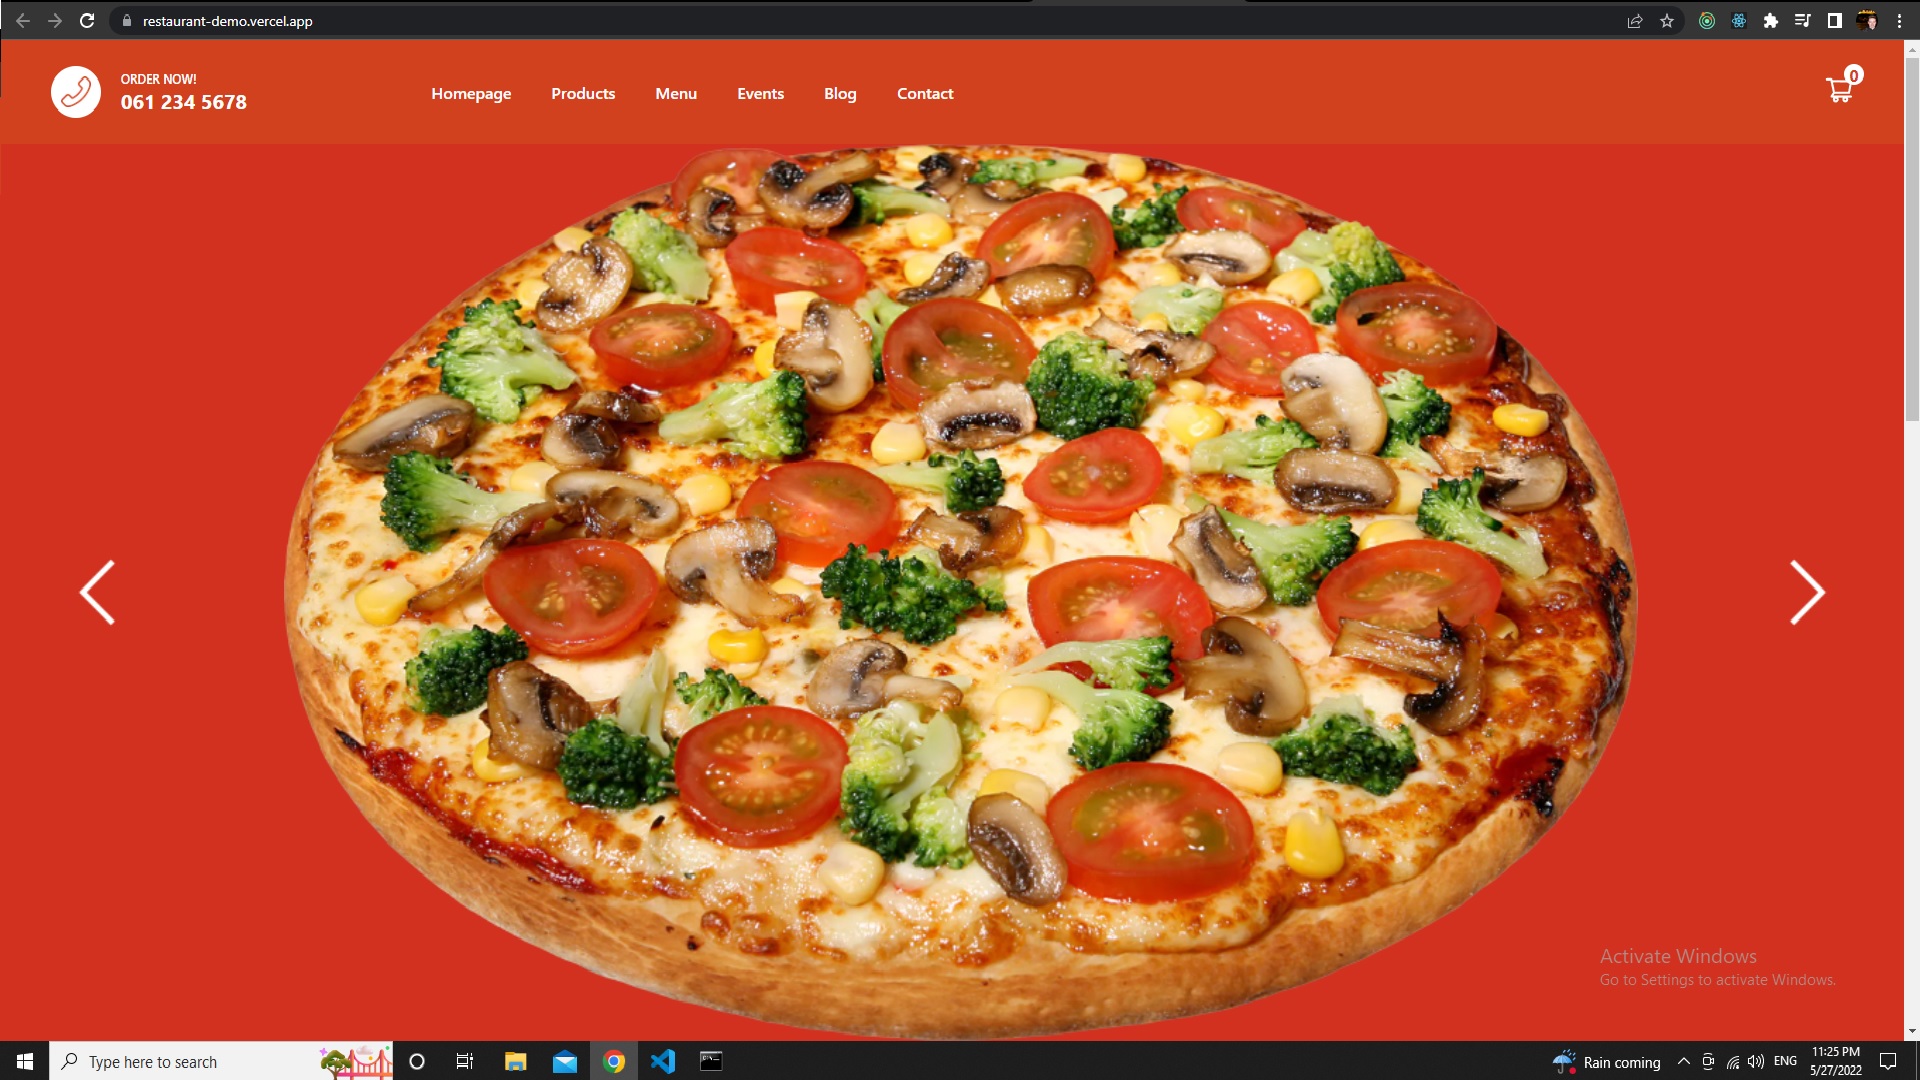 restaurant-demo.vercel.app
ORDER NOW!
061 234 5678
Homepage Products Menu Events Blog Contact
0
Activate Windows
Go to Settings to activate Windows.
Type here to search
Rain coming
ENG
11:25 PM
5/27/2022